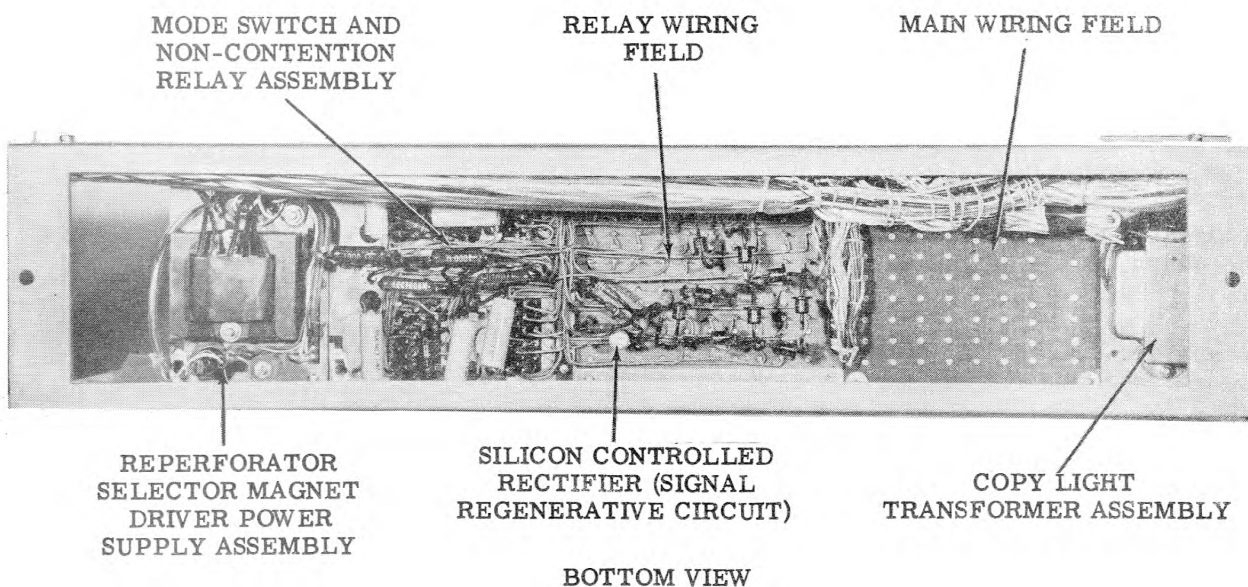 MODE SWITCH AND
NON-CONTENTION
RELAY ASSEMBLY
RELAY WIRING
FIELD
MAIN WIRING FIELD
REPERFORATOR
SELECTOR MAGNET
DRIVER POWER
SUPPLY ASSEMBLY
SILICON CONTROLLED
RECTIFIER (SIGNAL
REGENERATIVE CIRCUIT)
COPY LIGHT
TRANSFORMER ASSEMBLY
BOTTOM VIEW